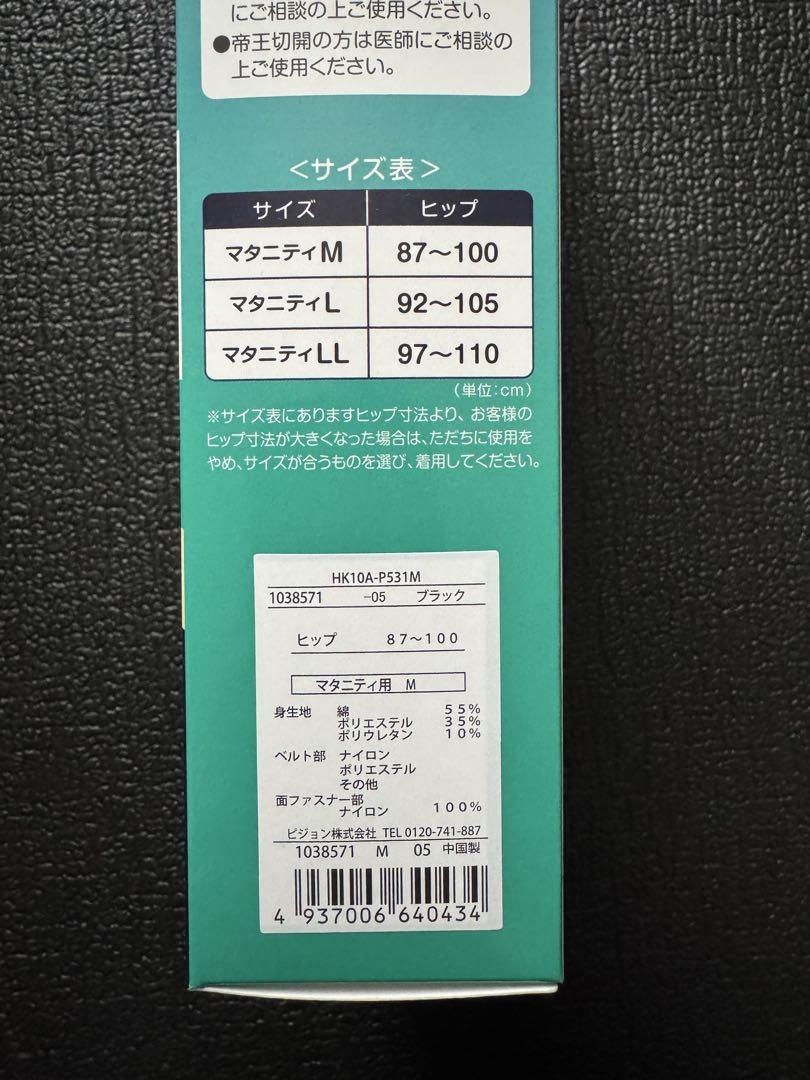 にご相談の上ご使用ください。
●帝王切開の方は医師にご相談の
上ご使用ください。
＜サイズ表＞
サイズ ヒップ
マタニティM 87〜100
マタニティL 92〜105
マタニティLL 97〜110
（単位:cm）
※サイズ表にありますヒップ寸法より、お客様の
ヒップ寸法が大きくなった場合は、ただちに使用を
やめ、サイズが合うものを選び、着用してください。
HK10A-P531M
1038571 -05 ブラック
ヒップ 87〜100
マタニティ用 M
身生地 綿 55%
ポリエステル 35%
ポリウレタン 10%
ベルト部 ナイロン
ポリエステル
その他
面ファスナー部
ナイロン 100%
ピジョン株式会社 TEL 0120-741-887
1038571 M 05 中国製
4 937006 640434